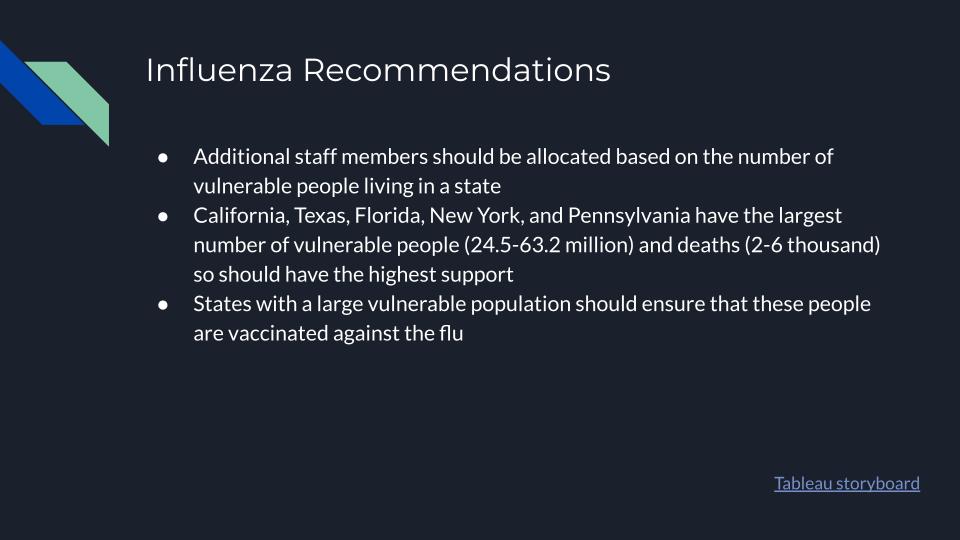 Influenza Recommendations
● Additional staff members should be allocated based on the number of
vulnerable people living in a state
● California, Texas, Florida, New York, and Pennsylvania have the largest
number of vulnerable people (24.5-63.2 million) and deaths (2-6 thousand)
so should have the highest support
● States with a large vulnerable population should ensure that these people
are vaccinated against the flu
Tableau storyboard